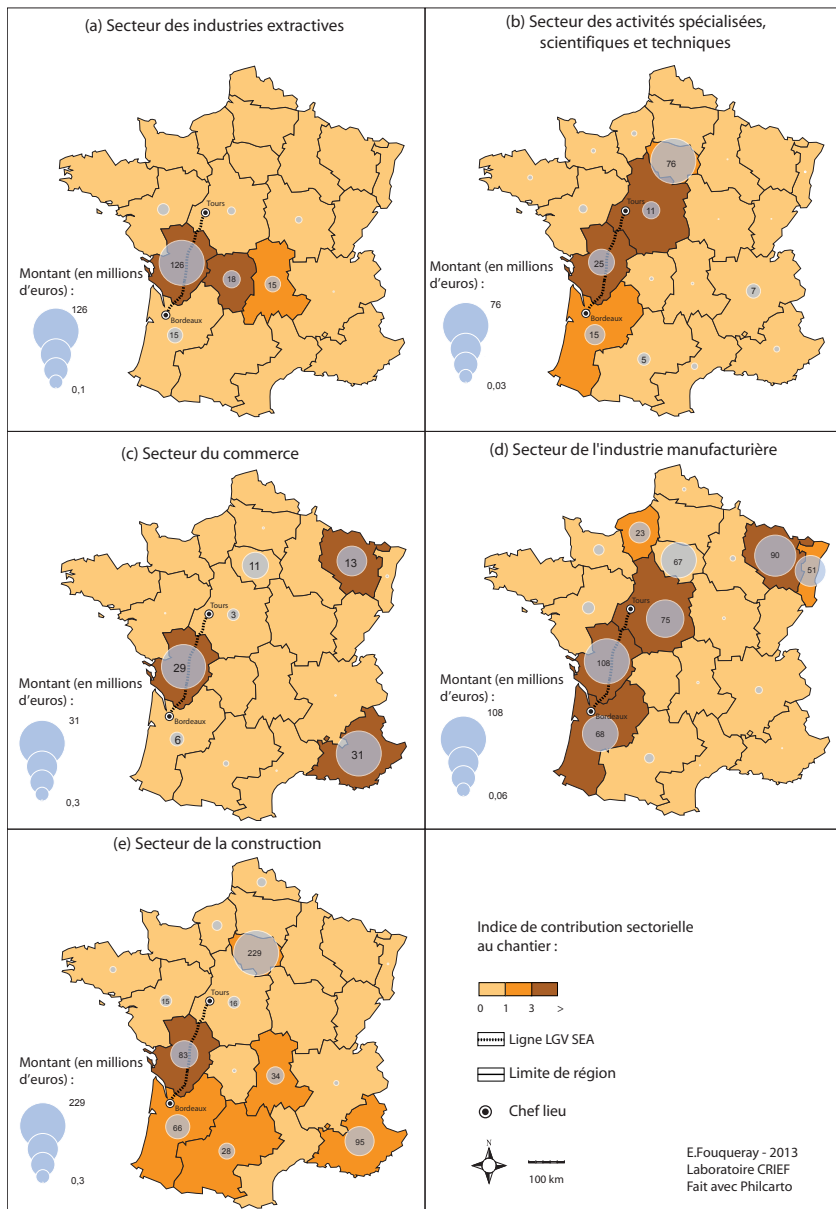 (a) Secteur des industries extractives
Tours
126
18
15
Bordeaux
15
Montant (en millions
d'euros) :
126
0,1
(b) Secteur des activités spécialisées,
scientifiques et techniques
76
Tours
11
25
7
Bordeaux
15
5
Montant (en millions
d'euros) :
76
0,03
(c) Secteur du commerce
11
13
Tours
3
29
Bordeaux
6
31
Montant (en millions
d'euros) :
31
0,3
(d) Secteur de l'industrie manufacturière
23
67
90
51
Tours
75
108
Bordeaux
68
Montant (en millions
d'euros) :
108
0,06
(e) Secteur de la construction
229
15
Tours
16
83
34
Bordeaux
66
28
95
Montant (en millions
d'euros) :
229
0,3
Indice de contribution sectorielle
au chantier :
0 1 3 >
Ligne LGV SEA
Limite de région
Chef lieu
N
100 km
E.Fouqueray - 2013
Laboratoire CRIEF
Fait avec Philcarto